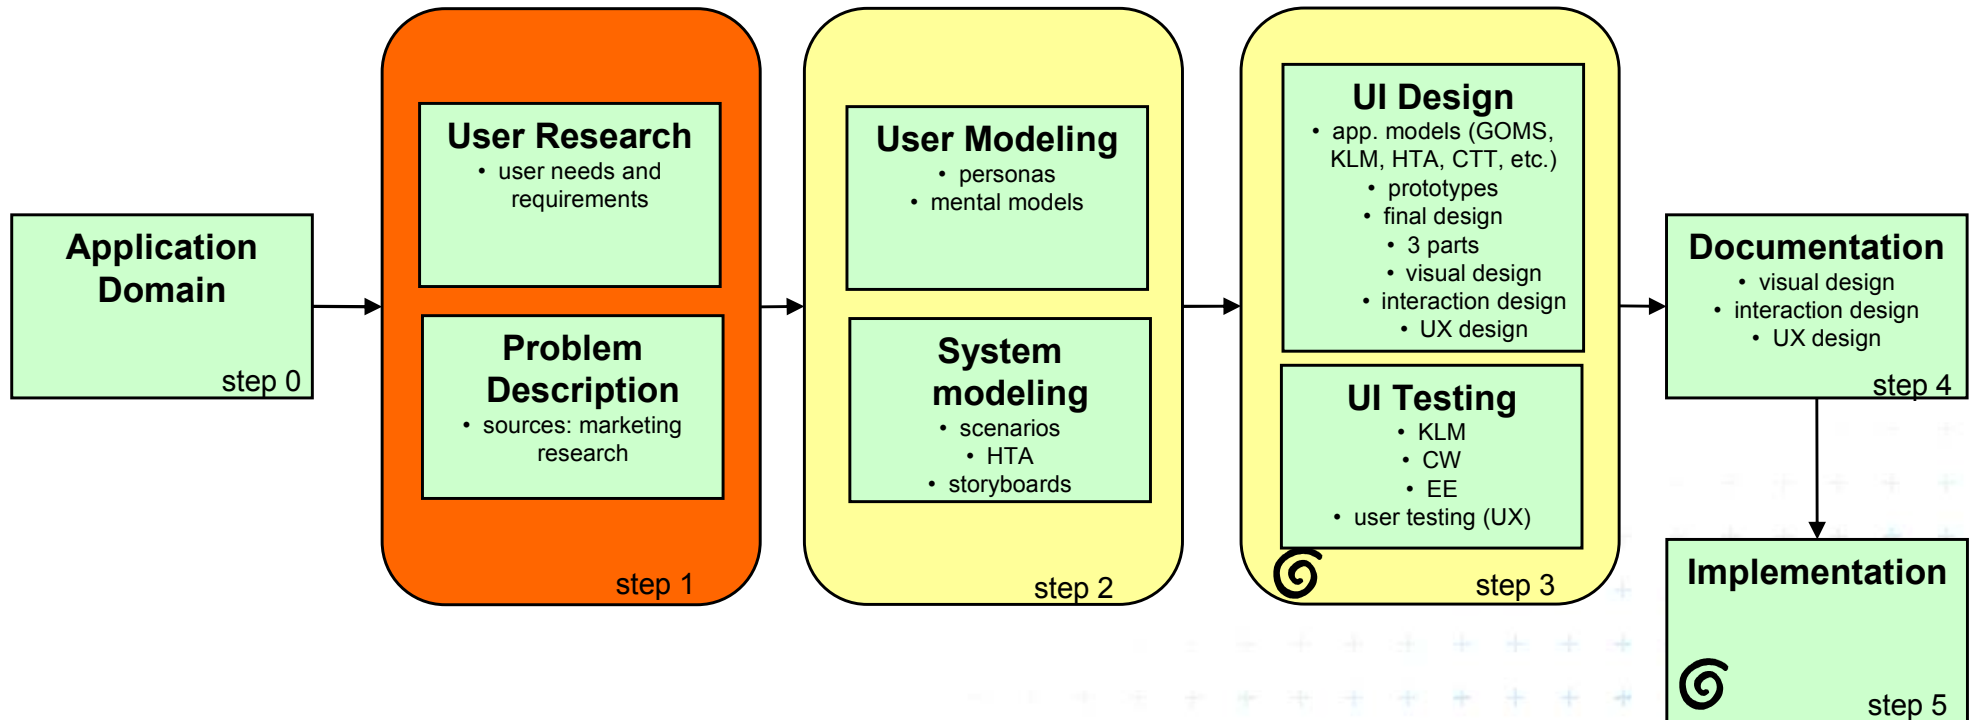 Application
Domain
step 0
User Research
• user needs and
requirements
Problem
Description
• sources: marketing
research
step 1
User Modeling
• personas
• mental models
System
modeling
• scenarios
• HTA
• storyboards
step 2
UI Design
• app. models (GOMS,
KLM, HTA, CTT, etc.)
• prototypes
• final design
• 3 parts
• visual design
• interaction design
• UX design
UI Testing
• KLM
• CW
• EE
• user testing (UX)
step 3
Documentation
• visual design
• interaction design
• UX design
step 4
Implementation
step 5